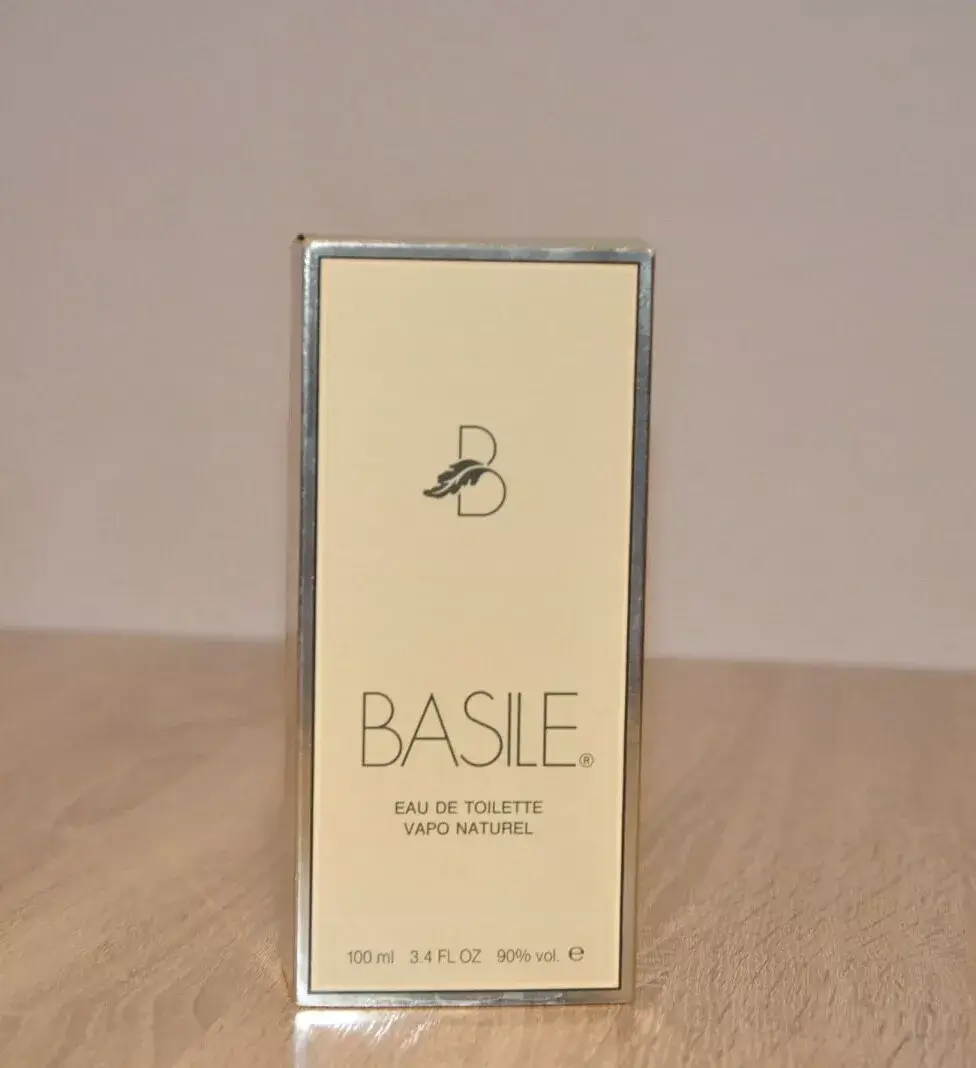 B
BASILE®
EAU DE TOILETTE
VAPO NATUREL
100 ml 3.4 FL OZ 90% vol. ℮